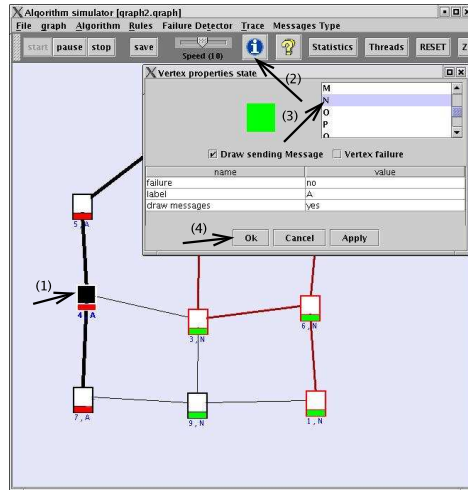 Algorithm simulator [graph2.graph]
File graph Algorithm Rules Failure Detector Trace Messages Type
start pause stop save Speed (10) Statistics Threads RESET Z
(2)
Vertex properties state
M
N
(3)
O
P
Draw sending Message Vertex failure
name value
failure no
label A
draw messages yes
(4)
Ok Cancel Apply
5, A
(1)
4, A
3, N
6, N
7, A
9, N
1, N